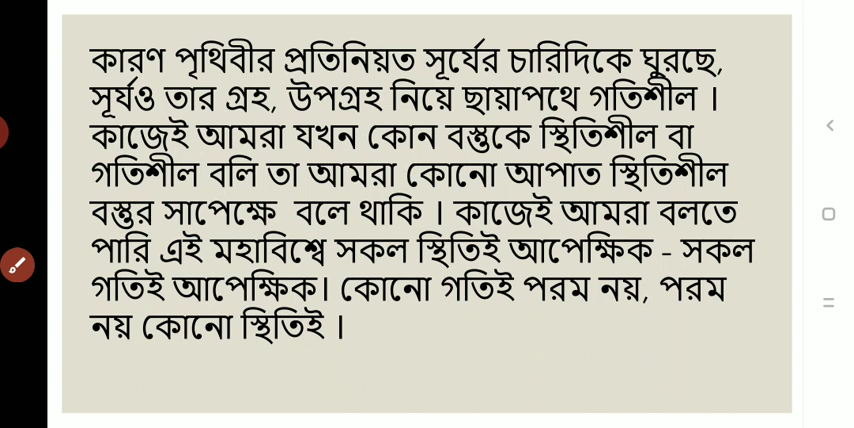 কারণ পৃথিবীর প্রতিনিয়ত সূর্যের চারিদিকে ঘুরছে,
সূর্যও তার গ্রহ, উপগ্রহ নিয়ে ছায়াপথে গতিশীল ।
কাজেই আমরা যখন কোন বস্তুকে স্থিতিশীল বা
গতিশীল বলি তা আমরা কোনো আপাত স্থিতিশীল
বস্তুর সাপেক্ষে বলে থাকি । কাজেই আমরা বলতে
পারি এই মহাবিশ্বে সকল স্থিতিই আপেক্ষিক - সকল
গতিই আপেক্ষিক। কোনো গতিই পরম নয়, পরম
নয় কোনো স্থিতিই ।